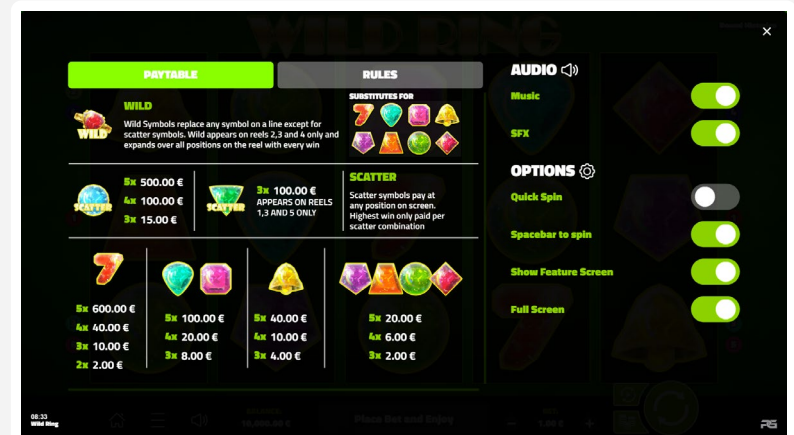 WILD RING
PAYTABLE
RULES
WILD
WILD
Wild Symbols replace any symbol on a line except for
scatter symbols. Wild appears on reels 2,3 and 4 only and
expands over all positions on the reel with every win
SUBSTITUTES FOR
SCATTER
5x 500.00 €
4x 100.00 €
3x 15.00 €
SCATTER
3x 100.00 €
APPEARS ON REELS
1,3 AND 5 ONLY
SCATTER
Scatter symbols pay at
any position on screen.
Highest win only paid per
scatter combination
5x 600.00 €
4x 40.00 €
3x 10.00 €
2x 2.00 €
5x 100.00 €
4x 20.00 €
3x 8.00 €
5x 40.00 €
4x 10.00 €
3x 4.00 €
5x 20.00 €
4x 6.00 €
3x 2.00 €
AUDIO
Music
SFX
OPTIONS
Quick Spin
Spacebar to spin
Show Feature Screen
Full Screen
08:33
Wild Ring
Place Bet and Enjoy
1.00 €